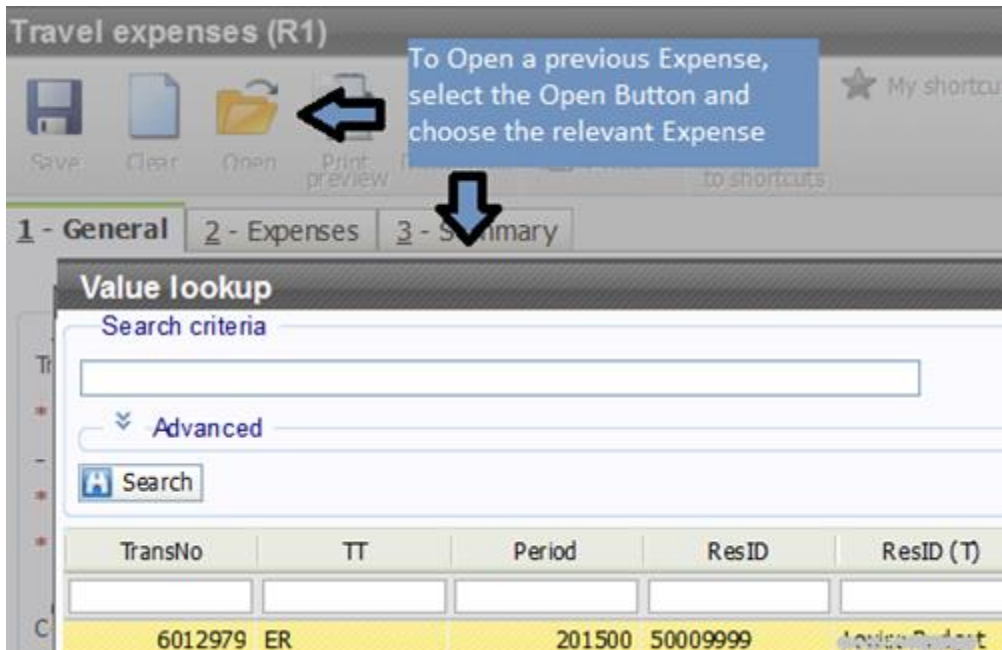 Travel expenses (R1)
To Open a previous Expense,
select the Open Button and
choose the relevant Expense
My shortcu
Save Clear Open Print
preview
to shortcuts
1 - General 2 - Expenses 3 - Summary
Value lookup
Search criteria
Advanced
Search
TransNo TT Period ResID ResID (T)
6012979 ER 201500 50009999